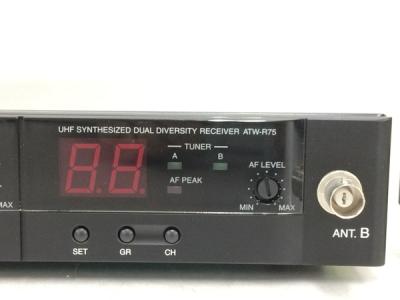 UHF SYNTHESIZED DUAL DIVERSITY RECEIVER ATW-R75
TUNER
A B
AF LEVEL
AF PEAK
MIN MAX
MAX
SET GR CH
ANT. B